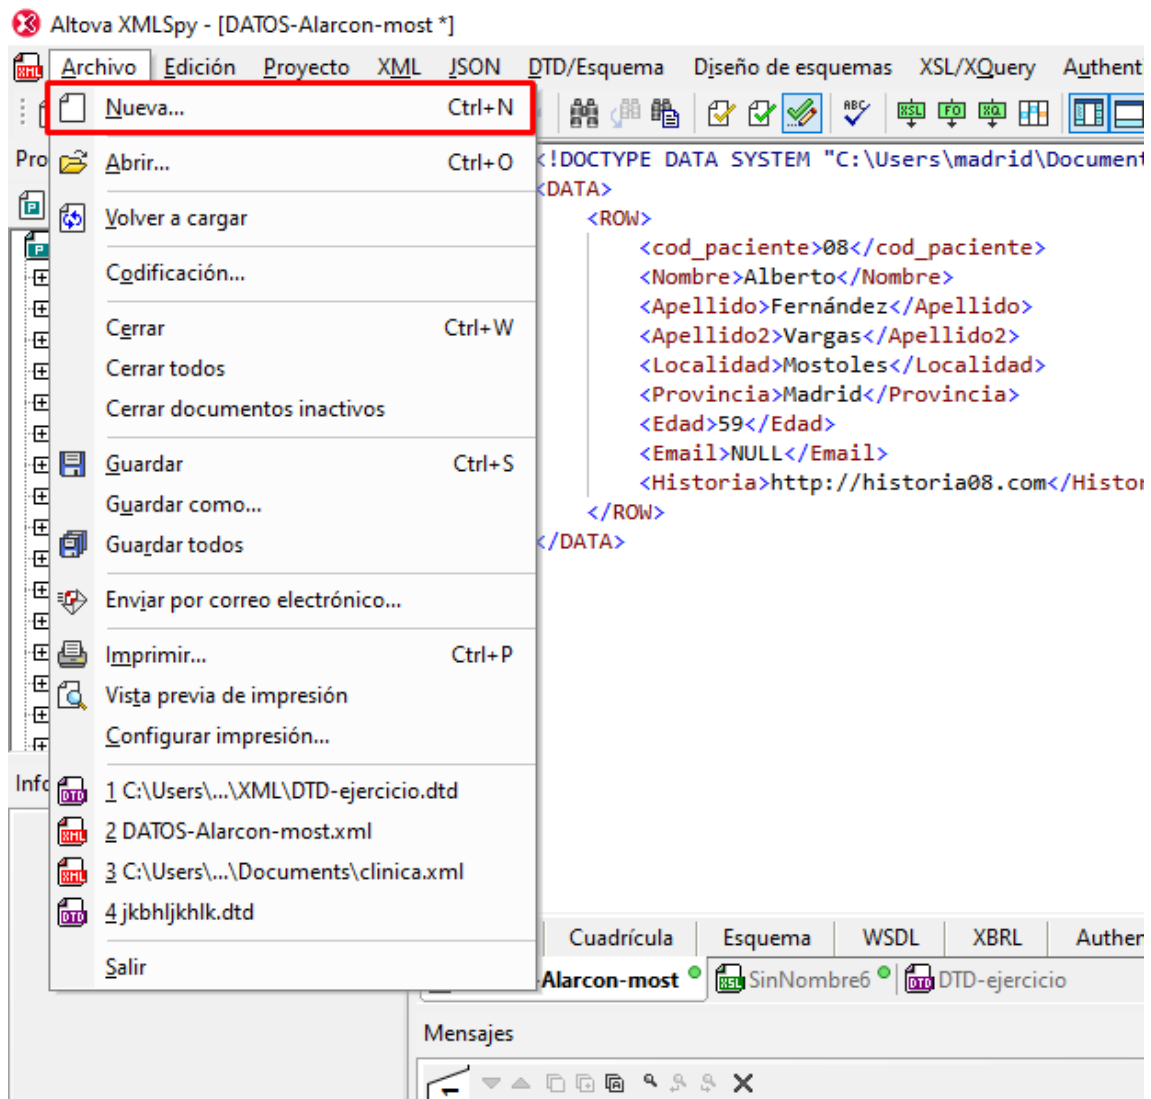 Altova XMLSpy - [DATOS-Alarcon-most *]
Archivo Edición Proyecto XML JSON DTD/Esquema Diseño de esquemas XSL/XQuery Authent
Nueva... Ctrl+N
Pro
Abrir... Ctrl+O
Volver a cargar
Codificación...
Cerrar Ctrl+W
Cerrar todos
Cerrar documentos inactivos
Guardar Ctrl+S
Guardar como...
Guardar todos
Enviar por correo electrónico...
Imprimir... Ctrl+P
Vista previa de impresión
Configurar impresión...
Info
1 C:\Users\...\XML\DTD-ejercicio.dtd
2 DATOS-Alarcon-most.xml
3 C:\Users\...\Documents\clinica.xml
4 jkbhljkhlk.dtd
Salir
<!DOCTYPE DATA SYSTEM "C:\Users\madrid\Document
<DATA>
<ROW>
<cod_paciente>08</cod_paciente>
<Nombre>Alberto</Nombre>
<Apellido>Fernández</Apellido>
<Apellido2>Vargas</Apellido2>
<Localidad>Mostoles</Localidad>
<Provincia>Madrid</Provincia>
<Edad>59</Edad>
<Email>NULL</Email>
<Historia>http://historia08.com</Histor
</ROW>
</DATA>
Cuadrícula Esquema WSDL XBRL Auther
-Alarcon-most SinNombre6 DTD-ejercicio
Mensajes
1